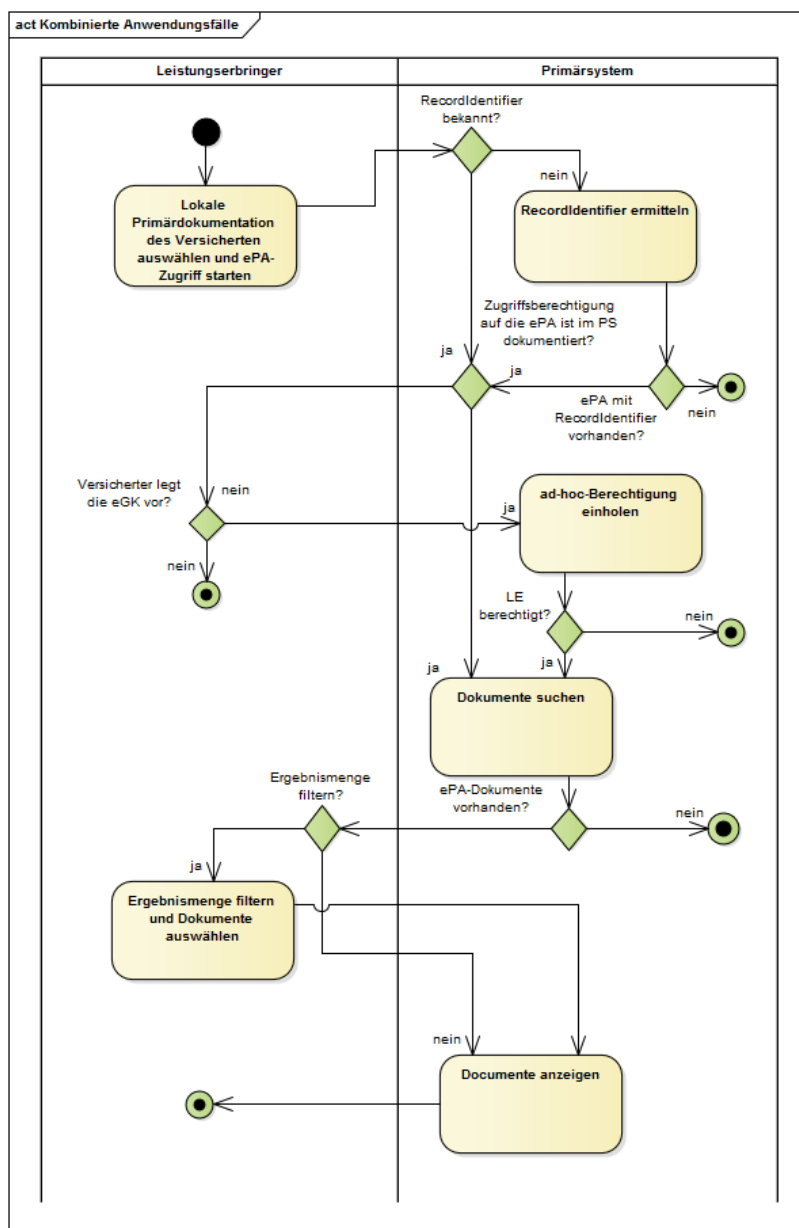 act Kombinierte Anwendungsfälle
Leistungserbringer
Primärsystem
RecordIdentifier
bekannt?
nein
Lokale
Primärdokumentation
des Versicherten
auswählen und ePA-
Zugriff starten
RecordIdentifier ermitteln
Zugriffsberechtigung
auf die ePA ist im PS
dokumentiert?
ja
ja
nein
ePA mit
RecordIdentifier
vorhanden?
Versicherter legt
die eGK vor?
nein
ja
ad-hoc-Berechtigung
einholen
nein
LE
berechtigt?
nein
ja
ja
Dokumente suchen
Ergebnismenge
filtern?
ePA-Dokumente
vorhanden?
nein
ja
Ergebnismenge filtern
und Dokumente
auswählen
nein
Documente anzeigen